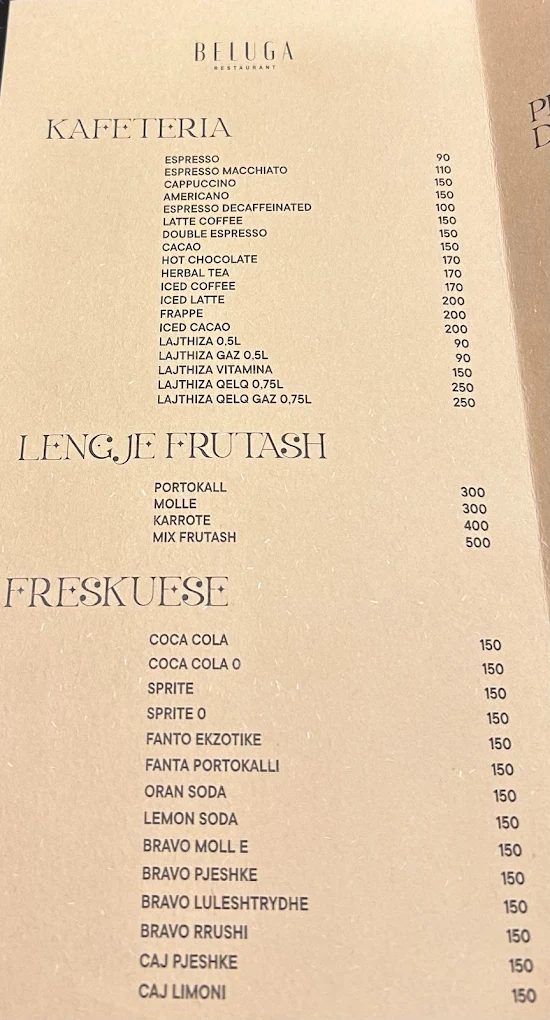 BELUGA
RESTAURANT
KAFETERIA
ESPRESSO 90
ESPRESSO MACCHIATO 110
CAPPUCCINO 150
AMERICANO 150
ESPRESSO DECAFFEINATED 100
LATTE COFFEE 150
DOUBLE ESPRESSO 150
CACAO 150
HOT CHOCOLATE 170
HERBAL TEA 170
ICED COFFEE 170
ICED LATTE 200
FRAPPE 200
ICED CACAO 200
LAJTHIZA 0,5L 90
LAJTHIZA GAZ 0,5L 90
LAJTHIZA VITAMINA 150
LAJTHIZA QELQ 0,75L 250
LAJTHIZA QELQ GAZ 0,75L 250
LENGJE FRUTASH
PORTOKALL 300
MOLLE 300
KARROTE 400
MIX FRUTASH 500
FRESKUESE
COCA COLA 150
COCA COLA 0 150
SPRITE 150
SPRITE 0 150
FANTO EKZOTIKE 150
FANTA PORTOKALLI 150
ORAN SODA 150
LEMON SODA 150
BRAVO MOLL E 150
BRAVO PJESHKE 150
BRAVO LULESHTRYDHE 150
BRAVO RRUSHI 150
CAJ PJESHKE 150
CAJ LIMONI 150